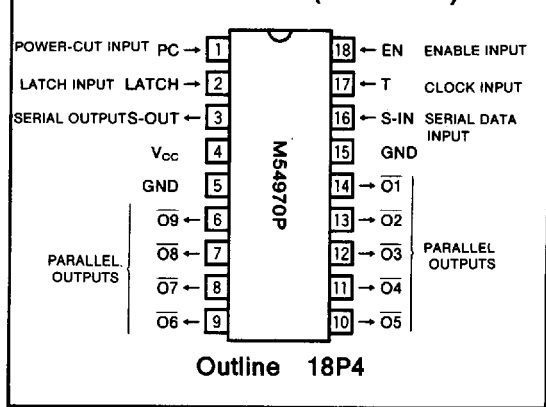 POWER-CUT INPUT PC → 1 18 ← EN ENABLE INPUT
LATCH INPUT LATCH → 2 17 ← T CLOCK INPUT
SERIAL OUTPUT S-OUT ← 3 16 ← S-IN SERIAL DATA INPUT
Vcc 4 15 GND
GND 5 14 → O1
O9 ← 6 13 → O2
O8 ← 7 12 → O3
O7 ← 8 11 → O4
O6 ← 9 10 → O5
PARALLEL OUTPUTS
PARALLEL OUTPUTS
M54970P
Outline 18P4